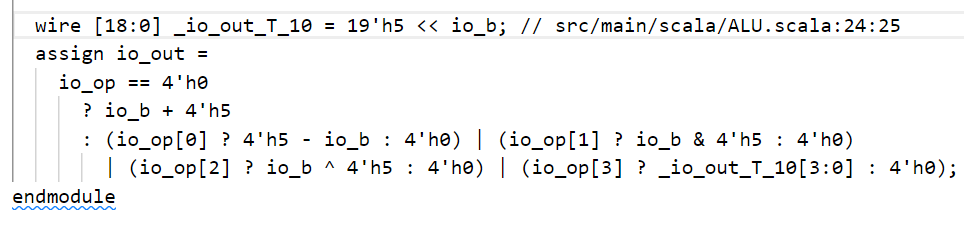 wire [18:0] _io_out_T_10 = 19'h5 << io_b; // src/main/scala/ALU.scala:24:25
assign io_out =
io_op == 4'h0
? io_b + 4'h5
: (io_op[0] ? 4'h5 - io_b : 4'h0) | (io_op[1] ? io_b & 4'h5 : 4'h0)
| (io_op[2] ? io_b ^ 4'h5 : 4'h0) | (io_op[3] ? _io_out_T_10[3:0] : 4'h0);
endmodule